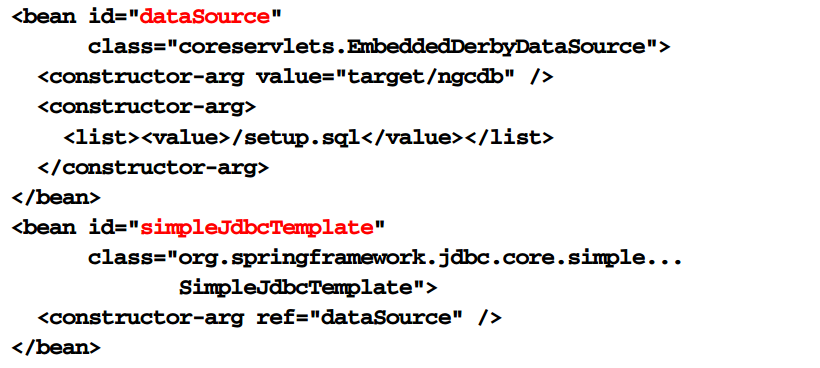 <bean id="dataSource"
class="coreservlets.EmbeddedDerbyDataSource">
<constructor-arg value="target/ngcdb" />
<constructor-arg>
<list><value>/setup.sql</value></list>
</constructor-arg>
</bean>
<bean id="simpleJdbcTemplate"
class="org.springframework.jdbc.core.simple...
SimpleJdbcTemplate">
<constructor-arg ref="dataSource" />
</bean>